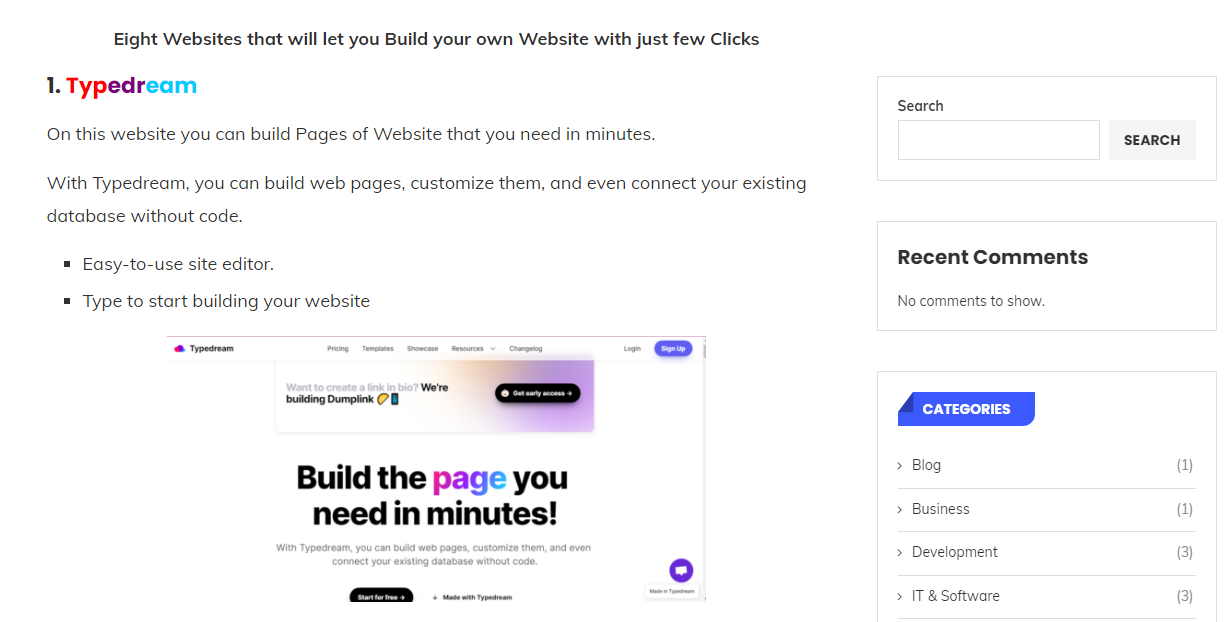 Eight Websites that will let you Build your own Website with just few Clicks
1. Typedream
On this website you can build Pages of Website that you need in minutes.
With Typedream, you can build web pages, customize them, and even connect your existing
database without code.
Easy-to-use site editor.
Type to start building your website
Typedream Pricing Templates Showcase Resources Changelog Login Sign Up
Want to create a link in bio? We're
building Dumplink
Get early access →
Build the page you
need in minutes!
With Typedream, you can build web pages, customize them, and even
connect your existing database without code.
Start for free → Made with Typedream
Made in Typedream
Search
SEARCH
Recent Comments
No comments to show.
CATEGORIES
Blog (1)
Business (1)
Development (3)
IT & Software (3)